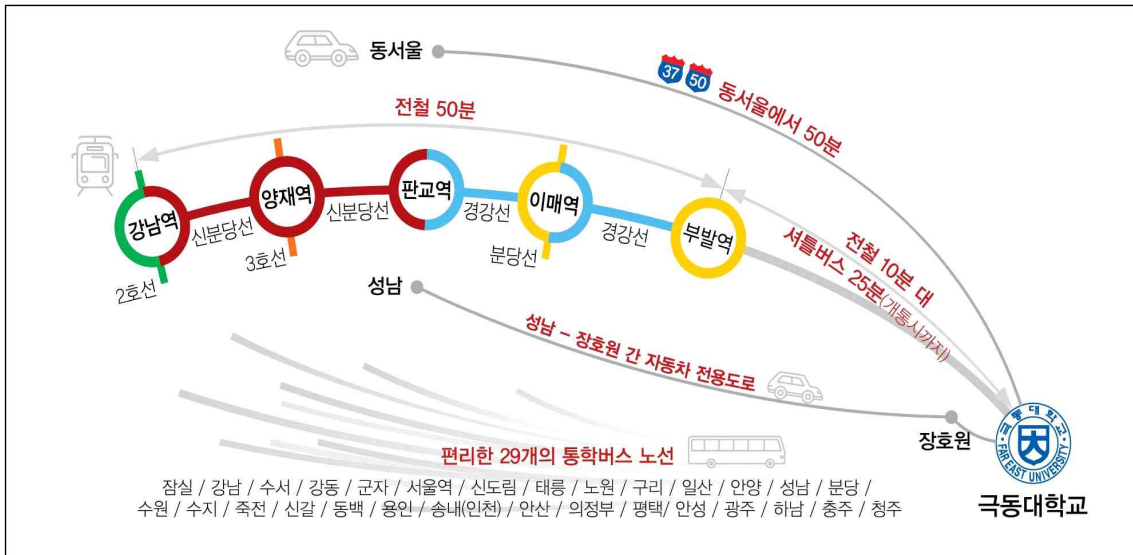 동서울
37 50 동서울에서 50분
전철 50분
강남역
양재역
판교역
이매역
부발역
신분당선
신분당선
경강선
경강선
2호선
3호선
분당선
전철 10분 대
셔틀버스 25분(개통시까지)
성남
성남 - 장호원 간 자동차 전용도로
장호원
극동대학교
FAR EAST UNIVERSITY
극동대학교
편리한 29개의 통학버스 노선
잠실 / 강남 / 수서 / 강동 / 군자 / 서울역 / 신도림 / 태릉 / 노원 / 구리 / 일산 / 안양 / 성남 / 분당 /
수원 / 수지 / 죽전 / 신갈 / 동백 / 용인 / 송내(인천) / 안산 / 의정부 / 평택/ 안성 / 광주 / 하남 / 충주 / 청주